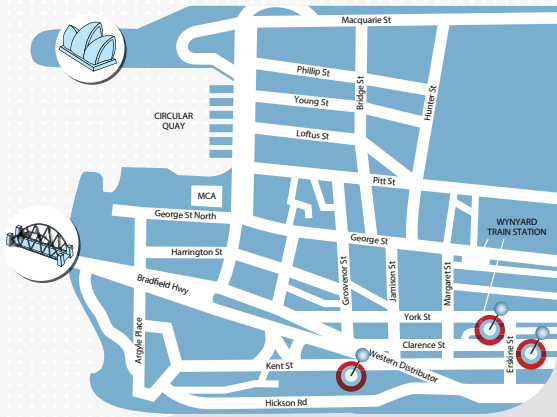 Macquarie St
Phillip St
Bridge St
Hunter St
Young St
CIRCULAR
QUAY
Loftus St
Pitt St
MCA
George St North
WYNYARD
TRAIN STATION
George St
Harrington St
Grosvenor St
Jamison St
Margaret St
Bradfield Hwy
York St
Argyle Place
Clarence St
Erskine St
Kent St
Western Distributor
Hickson Rd